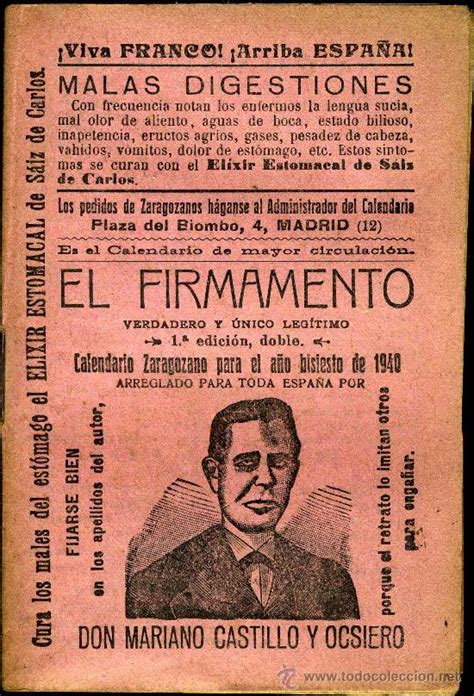 ¡Viva FRANCO! ¡Arriba ESPAÑA!
MALAS DIGESTIONES
Con frecuencia notan los enfermos la lengua sucia,
mal olor de aliento, aguas de boca, estado bilioso,
inapetencia, eructos agrios, gases, pesadez de cabeza,
vahidos, vómitos, dolor de estómago, etc. Estos sinto-
mas se curan con el Elixir Estomacal de Sáiz
de Carlos.
Los pedidos de Zaragozanos háganse al Administrador del Calendario
Plaza del Biombo, 4, MADRID (12)
Es el Calendario de mayor circulación.
EL FIRMAMENTO
VERDADERO Y ÚNICO LEGÍTIMO
1.ª edición, doble.
Calendario Zaragozano para el año bisiesto de 1940
ARREGLADO PARA TODA ESPAÑA POR
Cura los males del estómago el ELIXIR ESTOMACAL de Sáiz de Carlos.
FIJARSE BIEN
en los apellidos del autor,
porque el retrato lo imitan otros
para engañar.
DON MARIANO CASTILLO Y OCSIERO
todocoleccion
www.todocoleccion.net